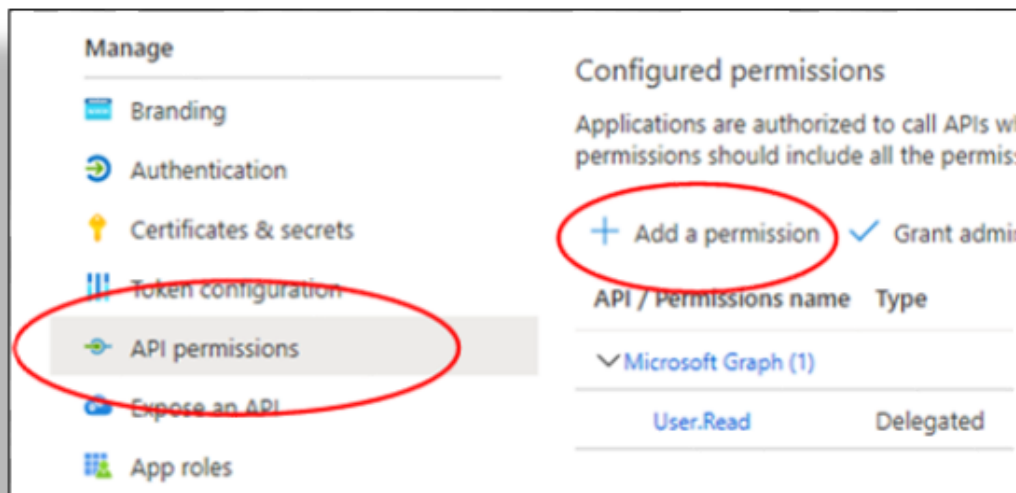 Manage
Branding
Authentication
Certificates & secrets
Token configuration
API permissions
Expose an API
App roles
Configured permissions
Applications are authorized to call APIs
permissions should include all the
+ Add a permission Grant
API / Permissions name Type
Microsoft Graph (1)
User.Read Delegated